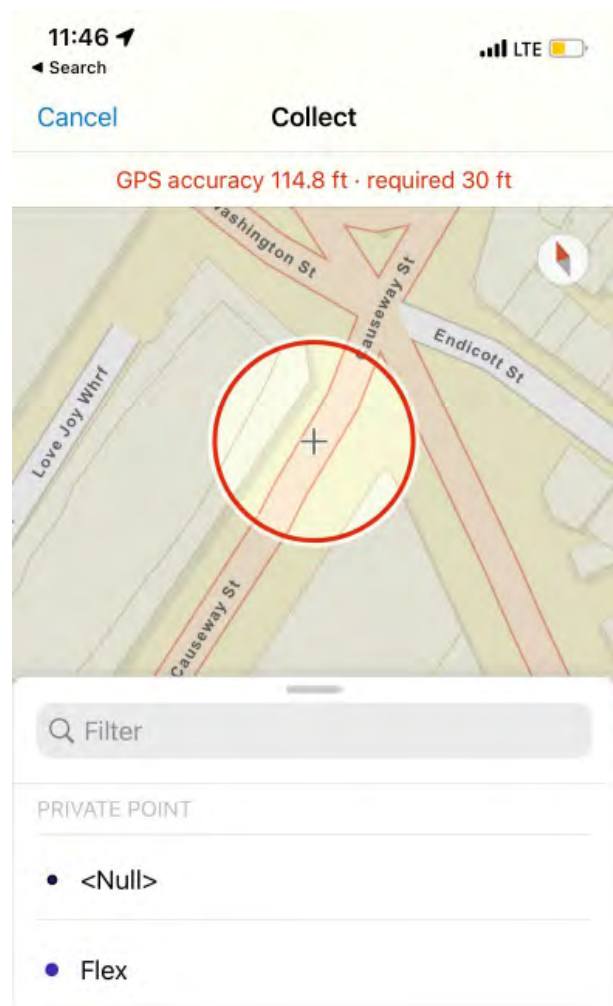 11:46
LTE
◀ Search
Cancel
Collect
GPS accuracy 114.8 ft · required 30 ft
Washington St
Causeway St
Endicott St
Love Joy Whrf
Causeway St
Filter
PRIVATE POINT
<Null>
Flex